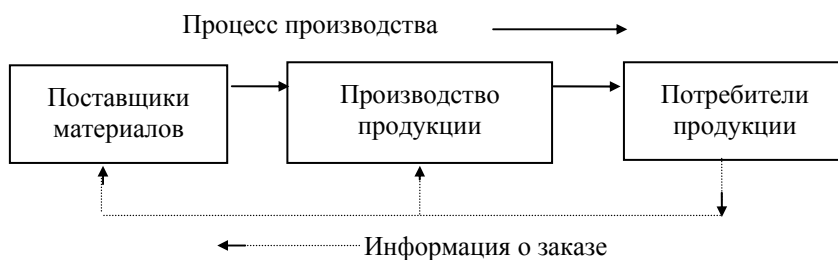 Процесс производства
Поставщики
материалов
Производство
продукции
Потребители
продукции
Информация о заказе